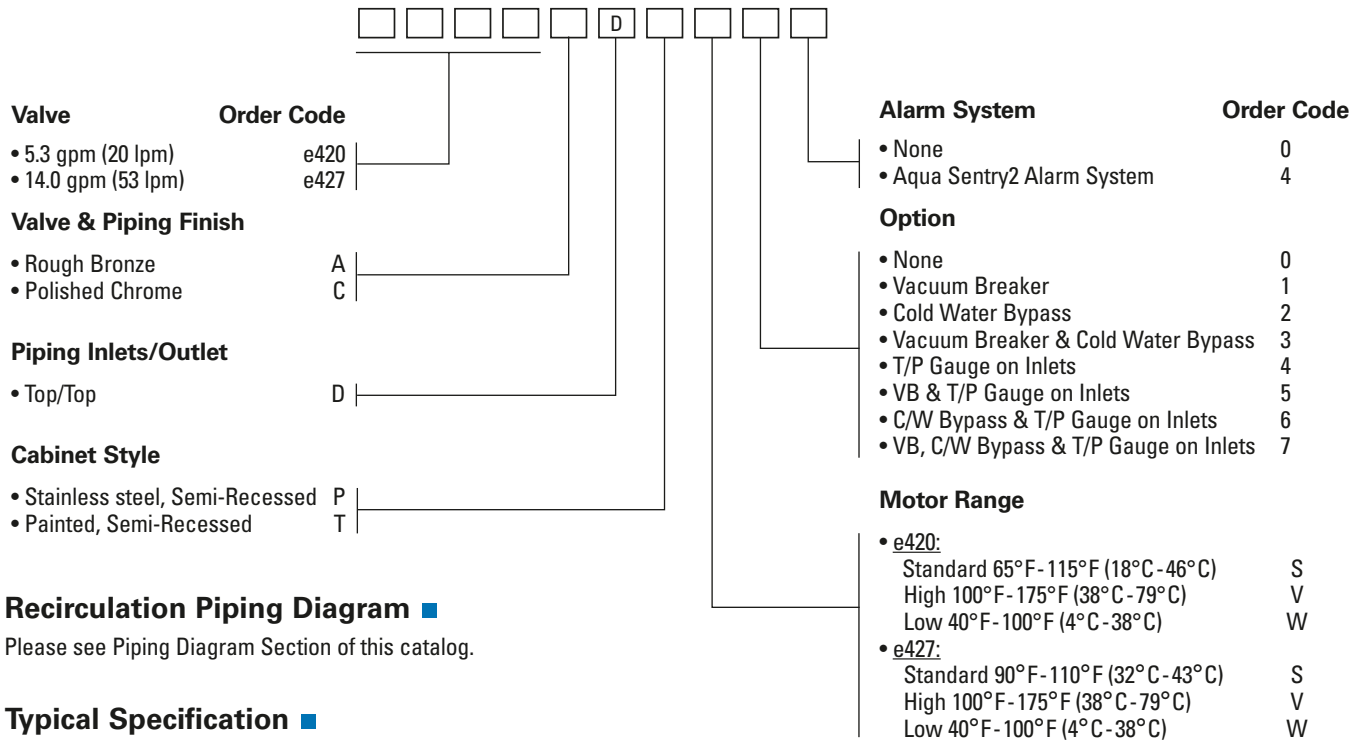 D
Valve Order Code
• 5.3 gpm (20 lpm) e420
• 14.0 gpm (53 lpm) e427
Valve & Piping Finish
• Rough Bronze A
• Polished Chrome C
Piping Inlets/Outlet
• Top/Top D
Cabinet Style
• Stainless steel, Semi-Recessed P
• Painted, Semi-Recessed T
Recirculation Piping Diagram
Please see Piping Diagram Section of this catalog.
Typical Specification
Alarm System Order Code
• None 0
• Aqua Sentry2 Alarm System 4
Option
• None 0
• Vacuum Breaker 1
• Cold Water Bypass 2
• Vacuum Breaker & Cold Water Bypass 3
• T/P Gauge on Inlets 4
• VB & T/P Gauge on Inlets 5
• C/W Bypass & T/P Gauge on Inlets 6
• VB, C/W Bypass & T/P Gauge on Inlets 7
Motor Range
• e420:
Standard 65°F-115°F (18°C-46°C) S
High 100°F-175°F (38°C-79°C) V
Low 40°F-100°F (4°C-38°C) W
• e427:
Standard 90°F-110°F (32°C-43°C) S
High 100°F-175°F (38°C-79°C) V
Low 40°F-100°F (4°C-38°C) W